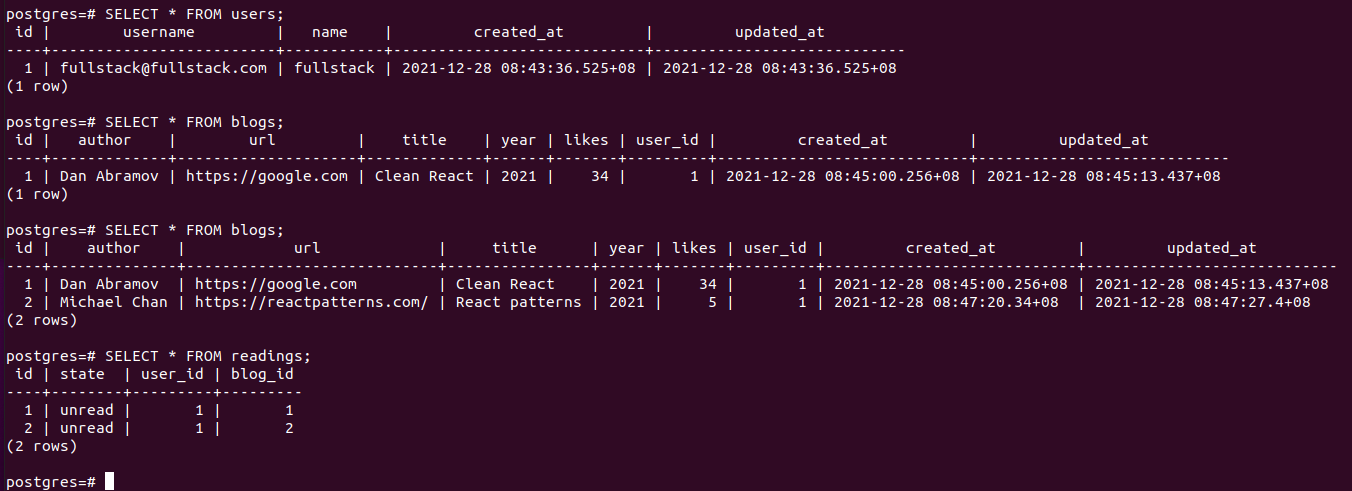 postgres=# SELECT * FROM users;
 id |        username         |   name    |         created_at         |         updated_at
----+-------------------------+-----------+----------------------------+----------------------------
  1 | fullstack@fullstack.com | fullstack | 2021-12-28 08:43:36.525+08 | 2021-12-28 08:43:36.525+08
(1 row)

postgres=# SELECT * FROM blogs;
 id |   author    |        url         |    title    | year | likes | user_id |         created_at         |         updated_at
----+-------------+--------------------+-------------+------+-------+---------+----------------------------+----------------------------
  1 | Dan Abramov | https://google.com | Clean React | 2021 |    34 |       1 | 2021-12-28 08:45:00.256+08 | 2021-12-28 08:45:13.437+08
(1 row)

postgres=# SELECT * FROM blogs;
 id |    author    |            url             |     title      | year | likes | user_id |         created_at         |         updated_at
----+--------------+----------------------------+----------------+------+-------+---------+----------------------------+----------------------------
  1 | Dan Abramov  | https://google.com         | Clean React    | 2021 |    34 |       1 | 2021-12-28 08:45:00.256+08 | 2021-12-28 08:45:13.437+08
  2 | Michael Chan | https://reactpatterns.com/ | React patterns | 2021 |     5 |       1 | 2021-12-28 08:47:20.34+08  | 2021-12-28 08:47:27.4+08
(2 rows)

postgres=# SELECT * FROM readings;
 id | state  | user_id | blog_id
----+--------+---------+---------
  1 | unread |       1 |       1
  2 | unread |       1 |       2
(2 rows)

postgres=#